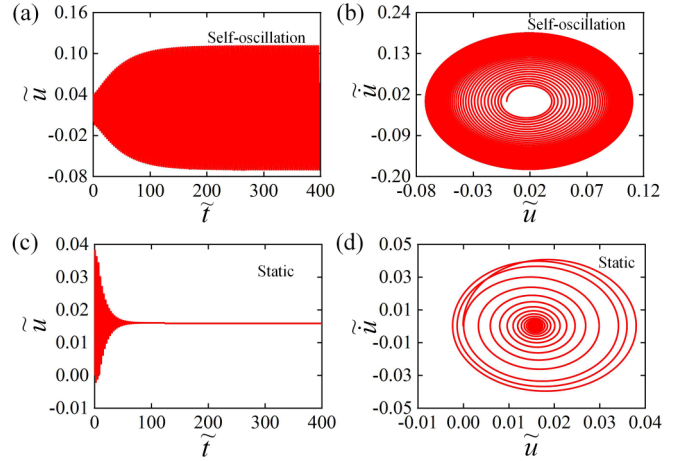 (a)
0.16
0.10
0.04
-0.02
-0.08
ũ
Self-oscillation
0 100 200 300 400
t̃
(b)
0.24
0.13
0.02
-0.09
-0.20
ũ̇
Self-oscillation
-0.08 -0.03 0.02 0.07 0.12
ũ
(c)
0.04
0.03
0.02
0.01
0.00
-0.01
ũ
Static
0 100 200 300 400
t̃
(d)
0.05
0.03
0.01
-0.01
-0.03
-0.05
ũ̇
Static
-0.01 0.00 0.01 0.02 0.03 0.04
ũ